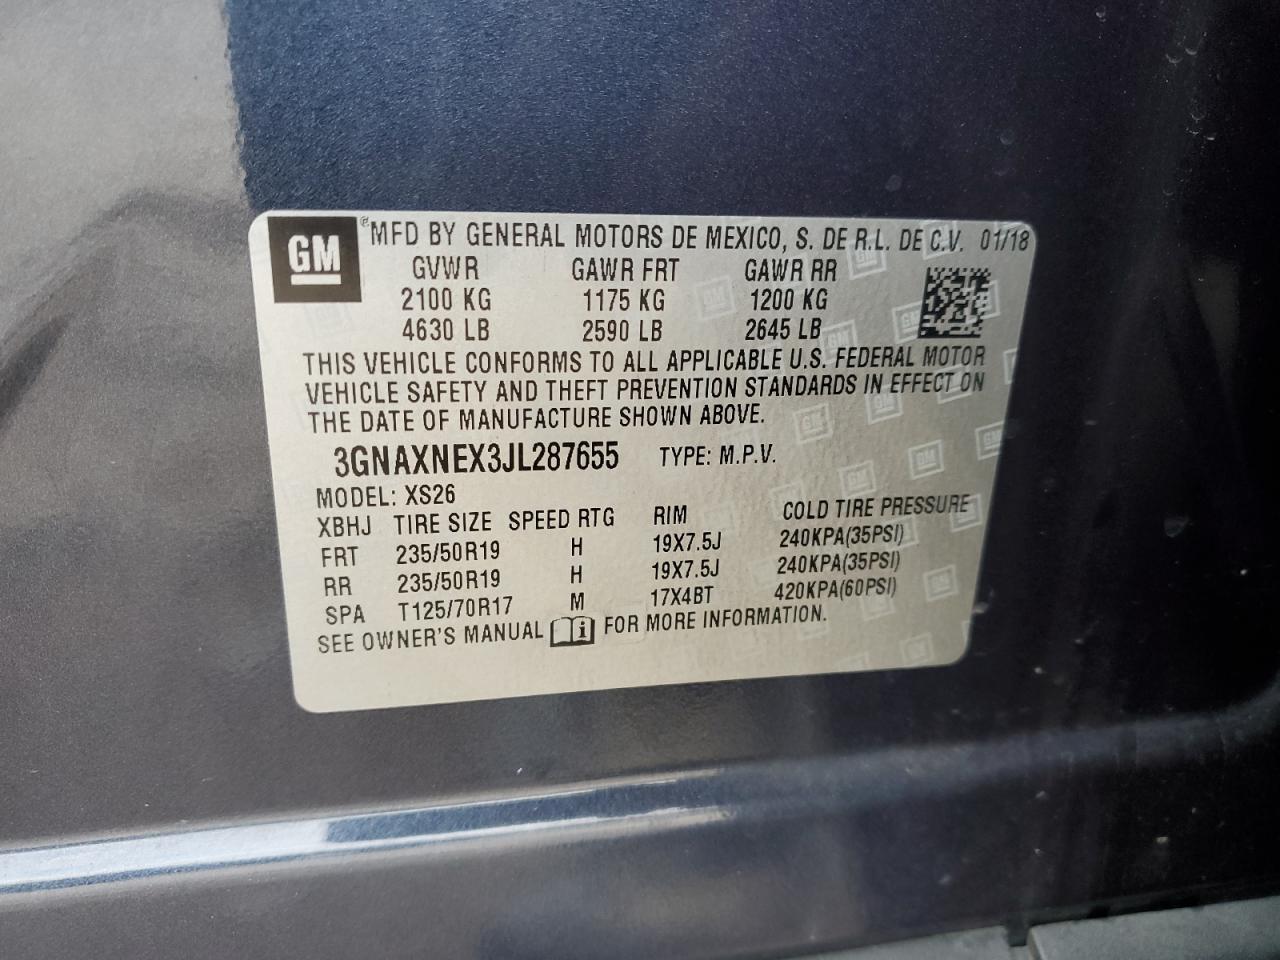 GM
® MFD BY GENERAL MOTORS DE MEXICO, S. DE R.L. DE C.V. 01/18
GVWR GAWR FRT GAWR RR
2100 KG 1175 KG 1200 KG
4630 LB 2590 LB 2645 LB
THIS VEHICLE CONFORMS TO ALL APPLICABLE U.S. FEDERAL MOTOR
VEHICLE SAFETY AND THEFT PREVENTION STANDARDS IN EFFECT ON
THE DATE OF MANUFACTURE SHOWN ABOVE.
3GNAXNEX3JL287655 TYPE: M.P.V.
MODEL: XS26
XBHJ TIRE SIZE SPEED RTG RIM COLD TIRE PRESSURE
FRT 235/50R19 H 19X7.5J 240KPA(35PSI)
RR 235/50R19 H 19X7.5J 240KPA(35PSI)
SPA T125/70R17 M 17X4BT 420KPA(60PSI)
SEE OWNER'S MANUAL i FOR MORE INFORMATION.